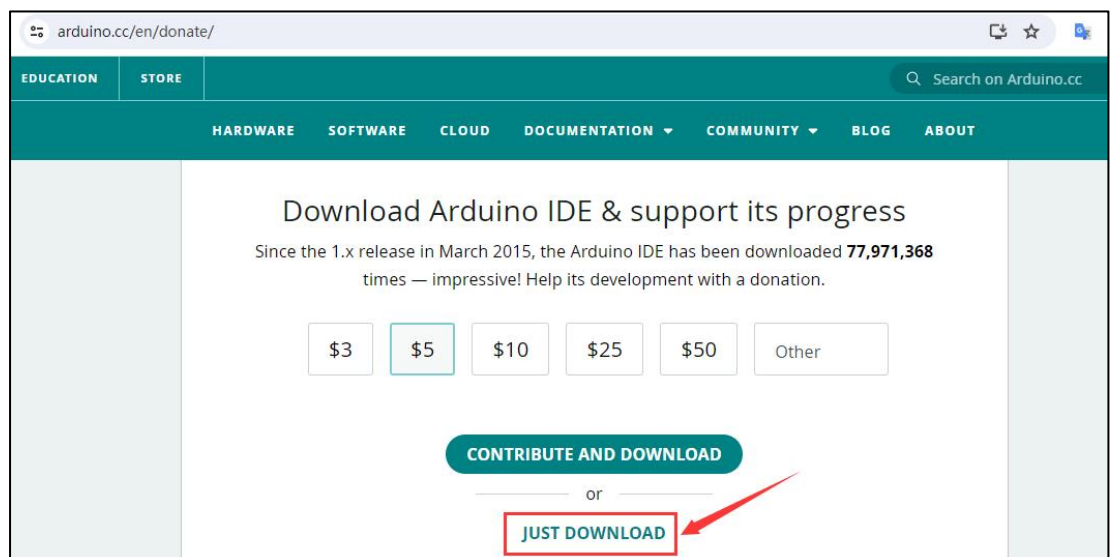 arduino.cc/en/donate/
EDUCATION STORE
Search on Arduino.cc
HARDWARE SOFTWARE CLOUD DOCUMENTATION COMMUNITY BLOG ABOUT
Download Arduino IDE & support its progress
Since the 1.x release in March 2015, the Arduino IDE has been downloaded 77,971,368
times — impressive! Help its development with a donation.
$3 $5 $10 $25 $50 Other
CONTRIBUTE AND DOWNLOAD
or
JUST DOWNLOAD